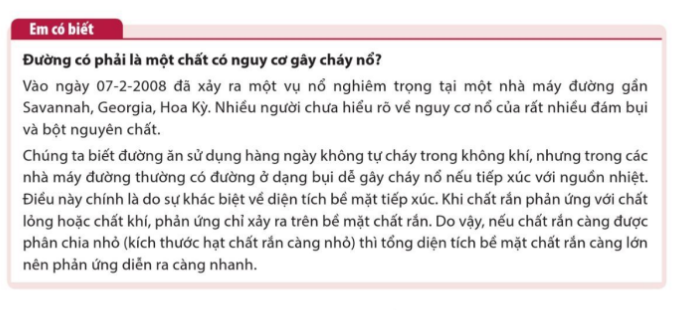 Em có biết
Đường có phải là một chất có nguy cơ gây cháy nổ?
Vào ngày 07-2-2008 đã xảy ra một vụ nổ nghiêm trọng tại một nhà máy đường gần
Savannah, Georgia, Hoa Kỳ. Nhiều người chưa hiểu rõ về nguy cơ nổ của rất nhiều đám bụi
và bột nguyên chất.
Chúng ta biết đường ăn sử dụng hàng ngày không tự cháy trong không khí, nhưng trong các
nhà máy đường thường có đường ở dạng bụi dễ gây cháy nổ nếu tiếp xúc với nguồn nhiệt.
Điều này chính là do sự khác biệt về diện tích bề mặt tiếp xúc. Khi chất rắn phản ứng với chất
lỏng hoặc chất khí, phản ứng chỉ xảy ra trên bề mặt chất rắn. Do vậy, nếu chất rắn càng được
phân chia nhỏ (kích thước hạt chất rắn càng nhỏ) thì tổng diện tích bề mặt chất rắn càng lớn
nên phản ứng diễn ra càng nhanh.